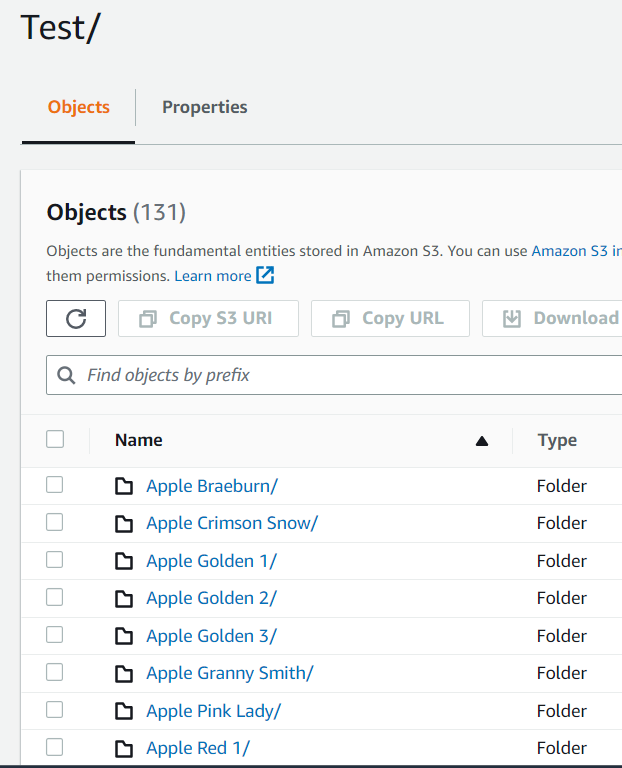 Test/
Objects
Properties
Objects (131)
Objects are the fundamental entities stored in Amazon S3. You can use Amazon S3 in
them permissions. Learn more
Copy S3 URI
Copy URL
Download
Find objects by prefix
Name
Type
Apple Braeburn/
Folder
Apple Crimson Snow/
Folder
Apple Golden 1/
Folder
Apple Golden 2/
Folder
Apple Golden 3/
Folder
Apple Granny Smith/
Folder
Apple Pink Lady/
Folder
Apple Red 1/
Folder